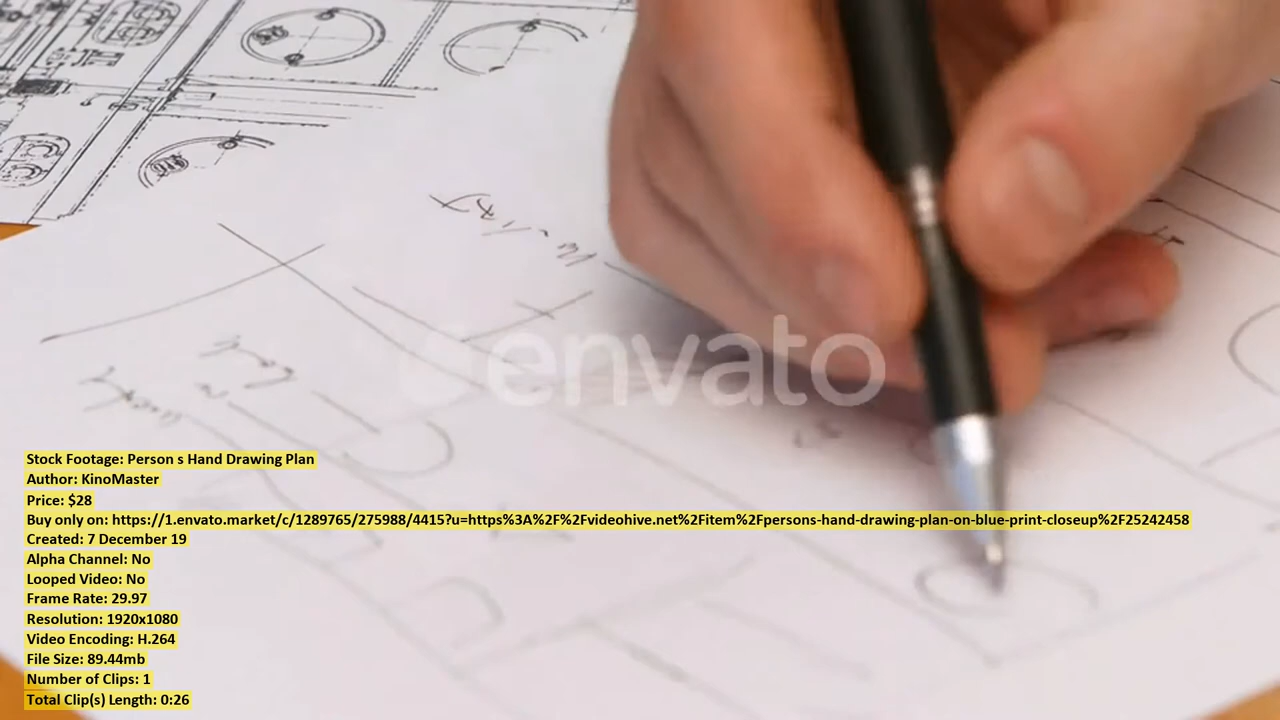 envato
Stock Footage: Person s Hand Drawing Plan
Author: KinoMaster
Price: $28
Buy only on: https://1.envato.market/c/1289765/275988/4415?u=https%3A%2F%2Fvideohive.net%2Fitem%2Fpersons-hand-drawing-plan-on-blue-print-closeup%2F25242458
Created: 7 December 19
Alpha Channel: No
Looped Video: No
Frame Rate: 29.97
Resolution: 1920x1080
Video Encoding: H.264
File Size: 89.44mb
Number of Clips: 1
Total Clip(s) Length: 0:26